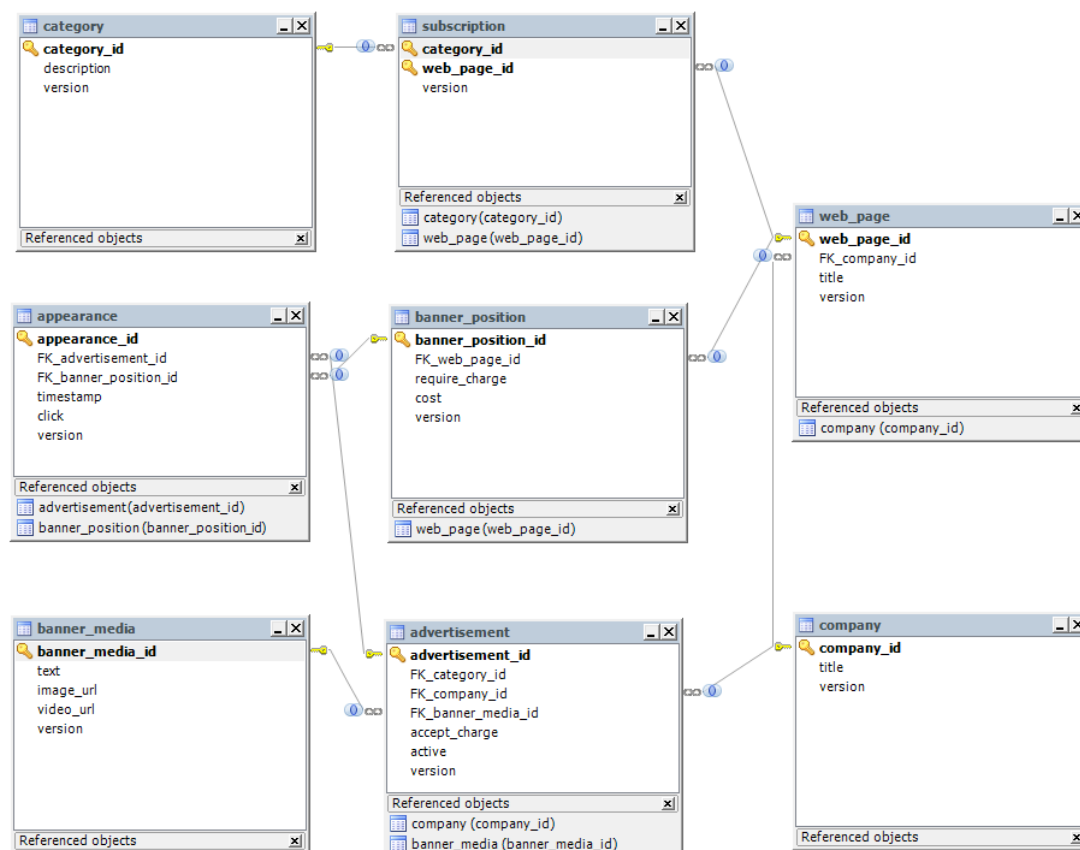 category
category_id
description
version
Referenced objects
subscription
category_id
web_page_id
version
Referenced objects
category(category_id)
web_page(web_page_id)
web_page
web_page_id
FK_company_id
title
version
Referenced objects
company (company_id)
appearance
appearance_id
FK_advertisement_id
FK_banner_position_id
timestamp
click
version
Referenced objects
advertisement(advertisement_id)
banner_position(banner_position_id)
banner_position
banner_position_id
FK_web_page_id
require_charge
cost
version
Referenced objects
web_page(web_page_id)
banner_media
banner_media_id
text
image_url
video_url
version
Referenced objects
advertisement
advertisement_id
FK_category_id
FK_company_id
FK_banner_media_id
accept_charge
active
version
Referenced objects
company (company_id)
banner_media (banner_media_id)
company
company_id
title
version
Referenced objects